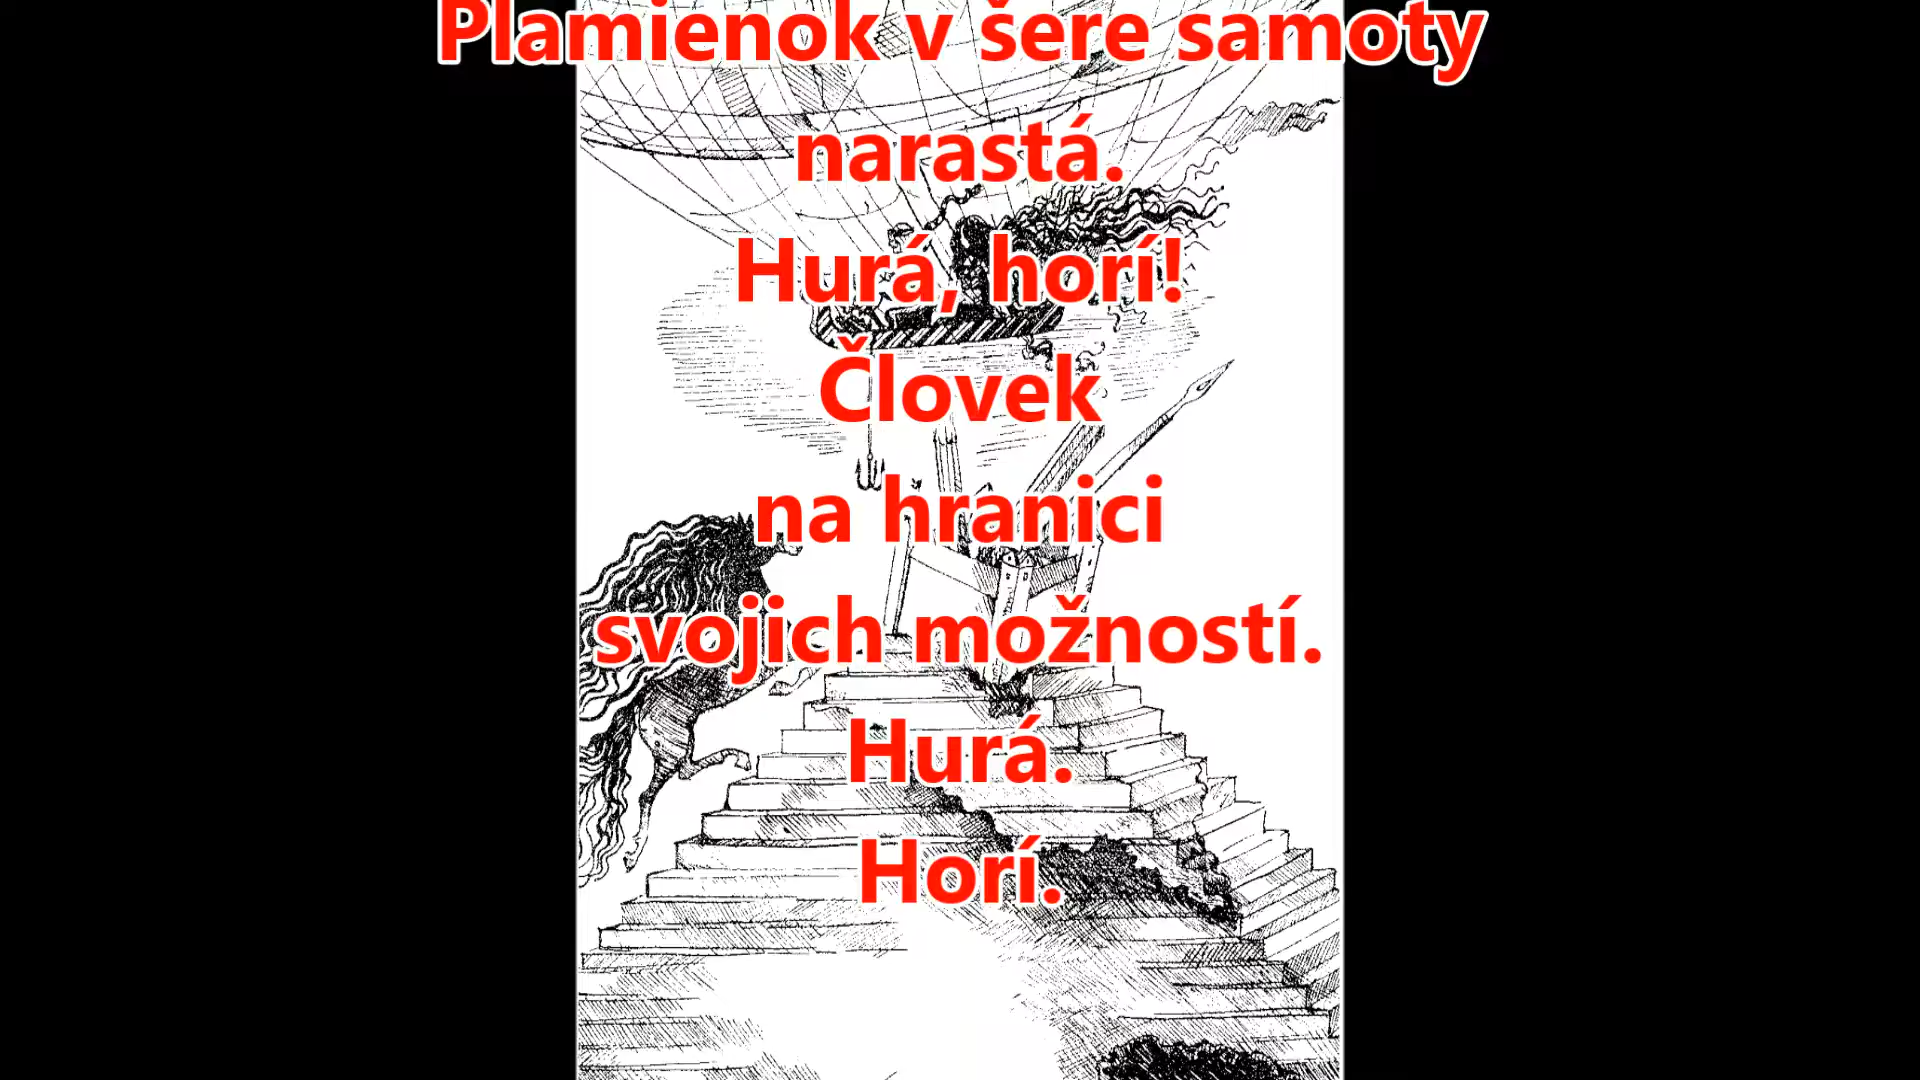 Plamienok v šere samoty
narastá.
Hurá, horí!
Človek
na hranici
svojich možností.
Hurá.
Horí.